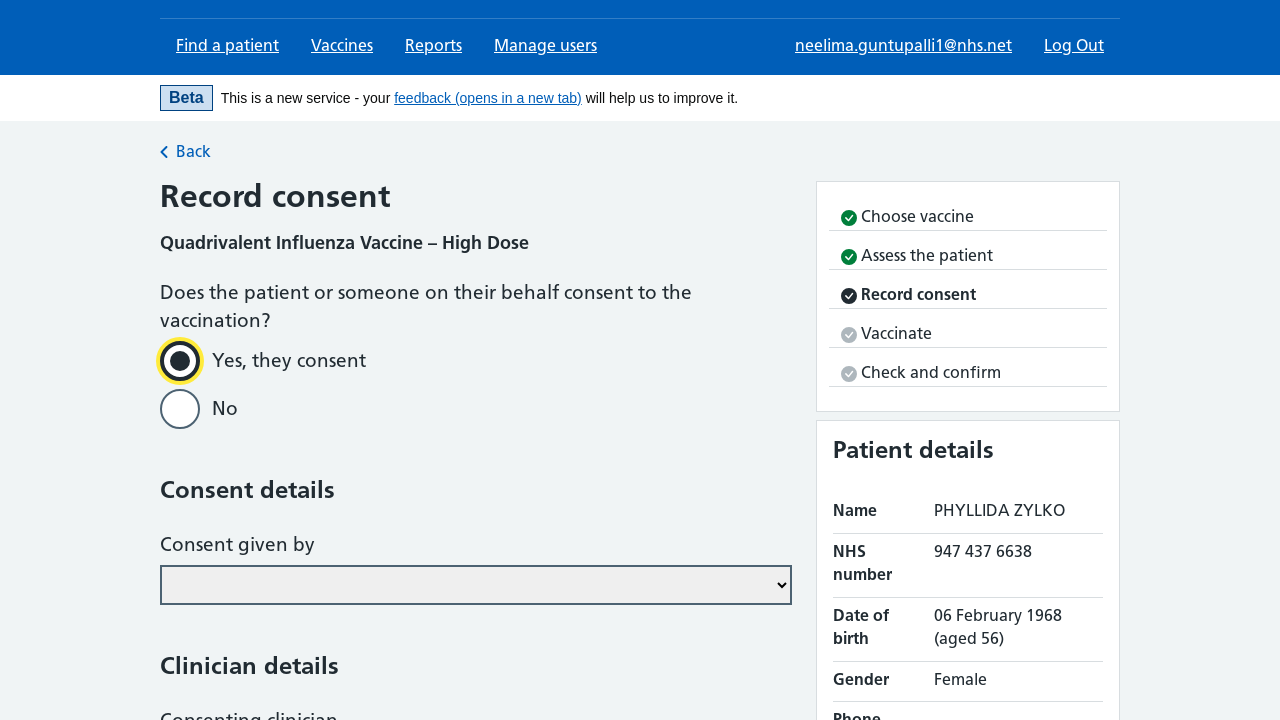 Find a patient Vaccines Reports Manage users neelima.guntupalli1@nhs.net Log Out
Beta This is a new service - your feedback (opens in a new tab) will help us to improve it.
Back
Record consent
Quadrivalent Influenza Vaccine – High Dose
Does the patient or someone on their behalf consent to the
vaccination?
Yes, they consent
No
Consent details
Consent given by
Clinician details
Consenting clinician
Choose vaccine
Assess the patient
Record consent
Vaccinate
Check and confirm
Patient details
Name PHYLLIDA ZYLKO
NHS 947 437 6638
number
Date of 06 February 1968
birth (aged 56)
Gender Female
Phone